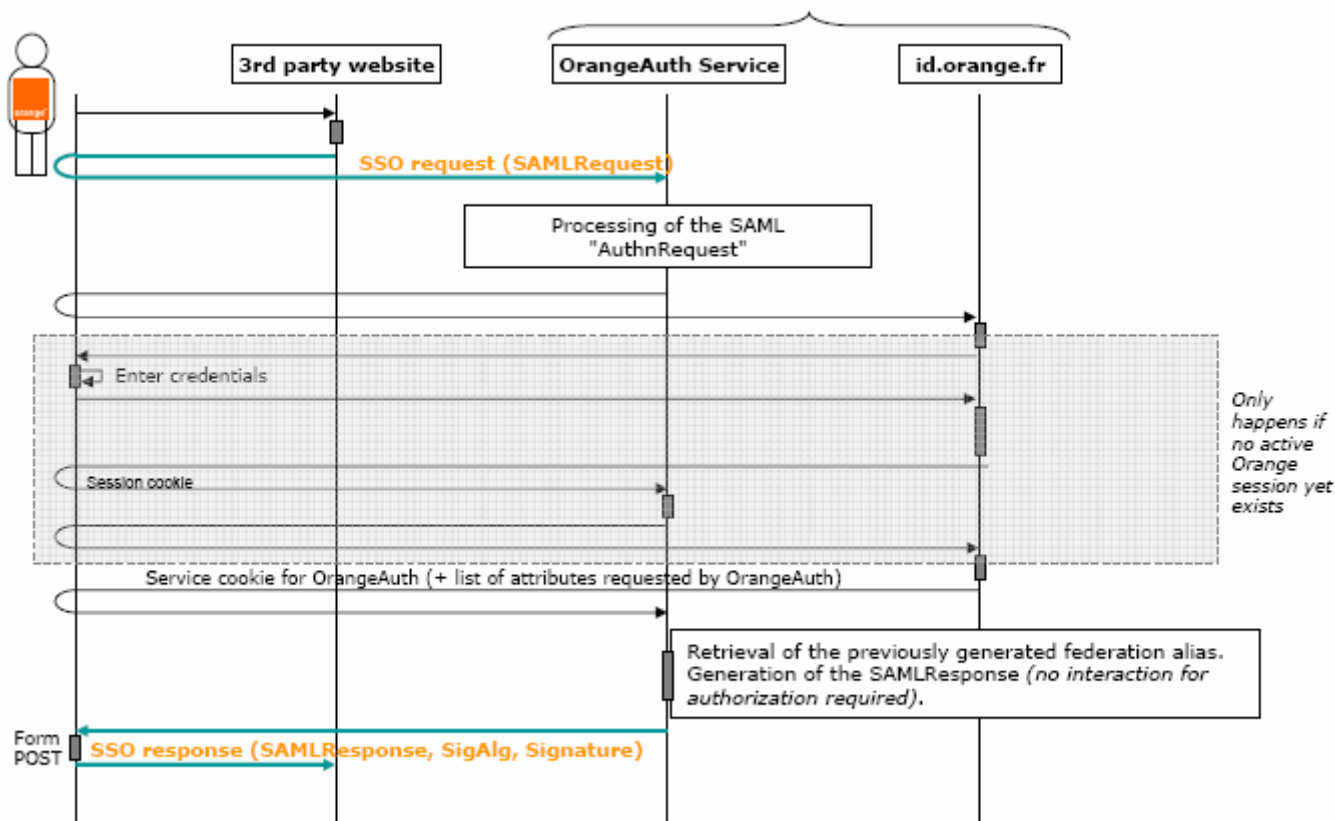 3rd party website
OrangeAuth Service
id.orange.fr
orange
SSO request (SAMLRequest)
Processing of the SAML
"AuthnRequest"
Enter credentials
Only
happens if
no active
Orange
session yet
exists
Session cookie
Service cookie for OrangeAuth (+ list of attributes requested by OrangeAuth)
Retrieval of the previously generated federation alias.
Generation of the SAMLResponse (no interaction for
authorization required).
Form
POST
SSO response (SAMLResponse, SigAlg, Signature)